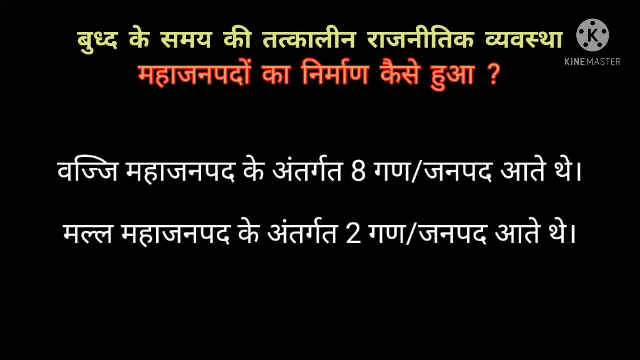 बुध्द के समय की तत्कालीन राजनीतिक व्यवस्था
महाजनपदों का निर्माण कैसे हुआ ?
K
KINEMASTER
वज्जि महाजनपद के अंतर्गत 8 गण/जनपद आते थे।
मल्ल महाजनपद के अंतर्गत 2 गण/जनपद आते थे।